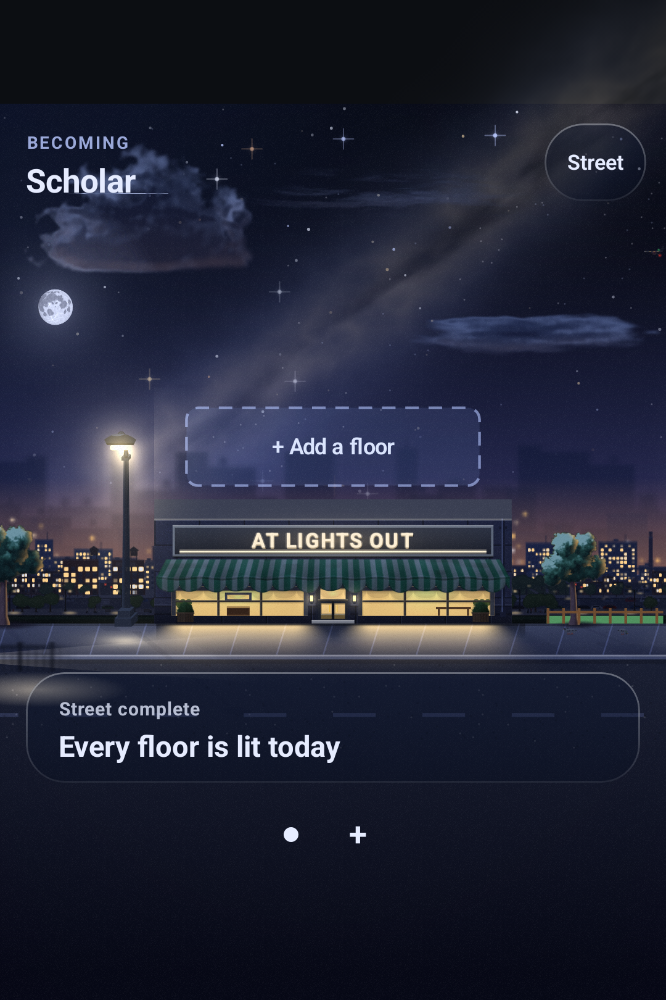 BECOMING
Scholar
Street
+ Add a floor
AT LIGHTS OUT
Street complete
Every floor is lit today
+